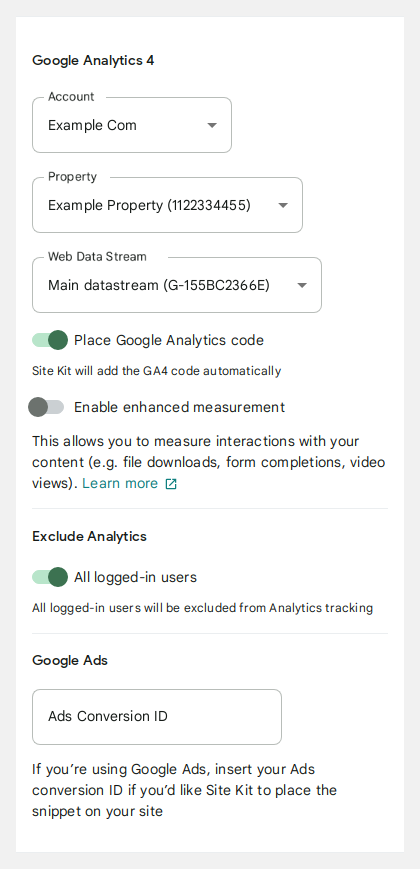 Google Analytics 4
Account
Example Com
Property
Example Property (1122334455)
Web Data Stream
Main datastream (G-155BC2366E)
Place Google Analytics code
Site Kit will add the GA4 code automatically
Enable enhanced measurement
This allows you to measure interactions with your
content (e.g. file downloads, form completions, video
views). Learn more
Exclude Analytics
All logged-in users
All logged-in users will be excluded from Analytics tracking
Google Ads
Ads Conversion ID
If you’re using Google Ads, insert your Ads
conversion ID if you’d like Site Kit to place the
snippet on your site